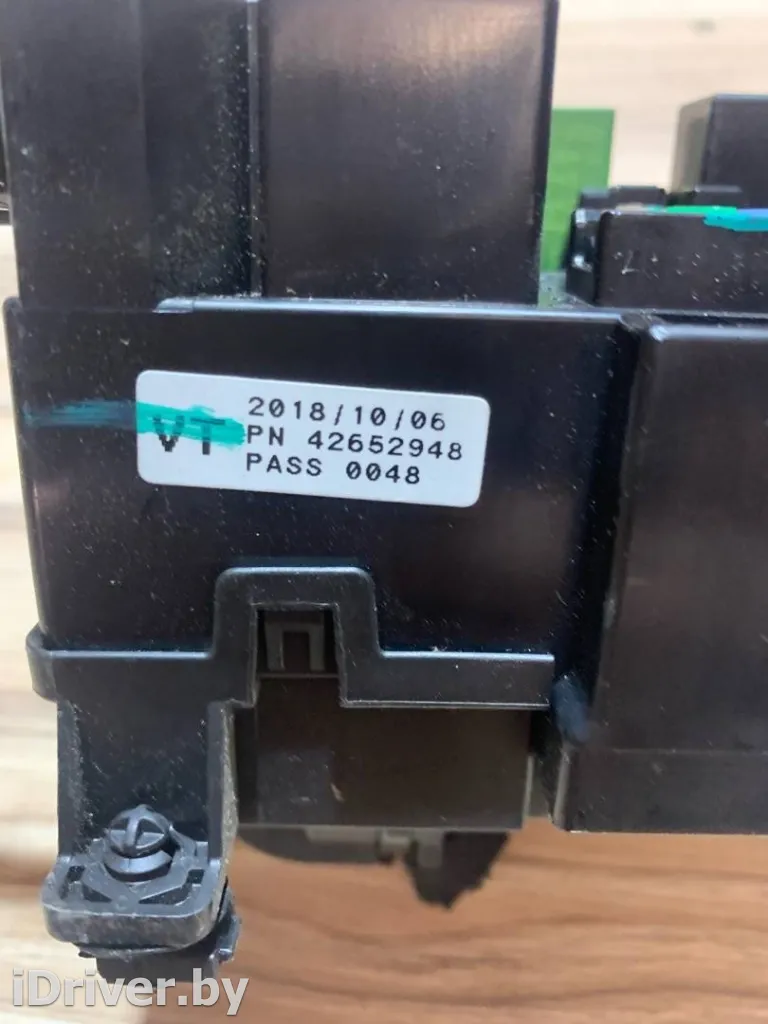 2018/10/06
VT PN 42652948
PASS 0048
iDriver.by